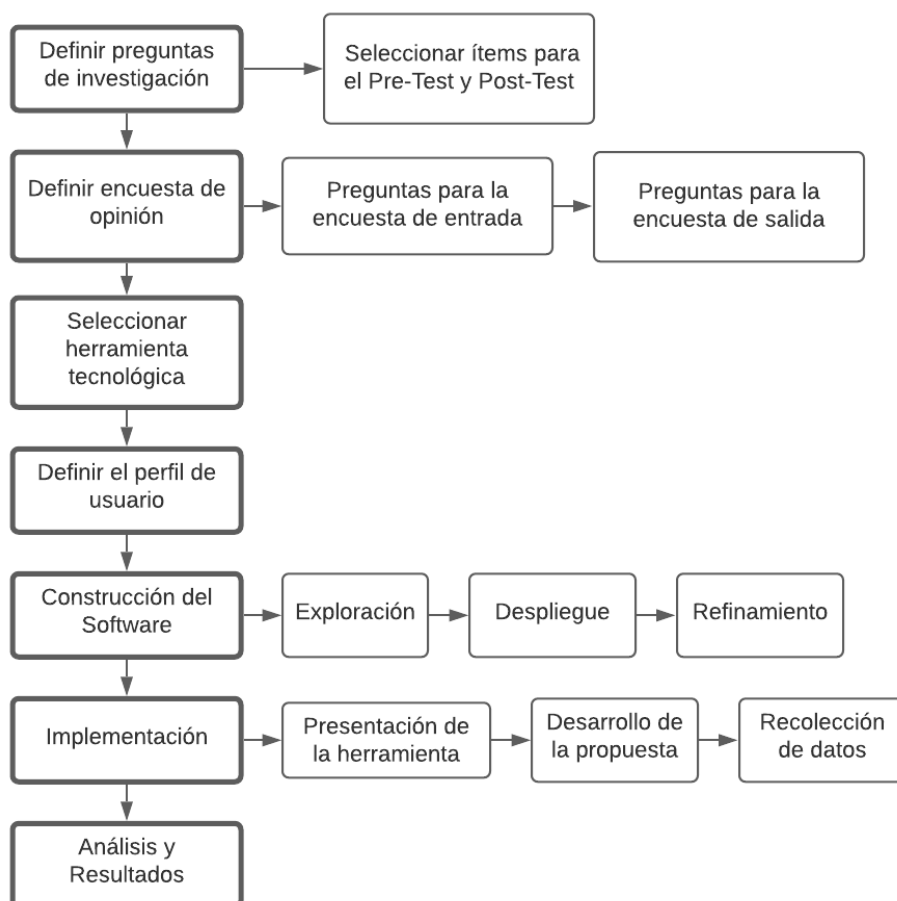 Definir preguntas
de investigación
Seleccionar ítems para
el Pre-Test y Post-Test
Definir encuesta de
opinión
Preguntas para la
encuesta de entrada
Preguntas para la
encuesta de salida
Seleccionar
herramienta
tecnológica
Definir el perfil de
usuario
Construcción del
Software
Exploración
Despliegue
Refinamiento
Implementación
Presentación de
la herramienta
Desarrollo de
la propuesta
Recolección
de datos
Análisis y
Resultados